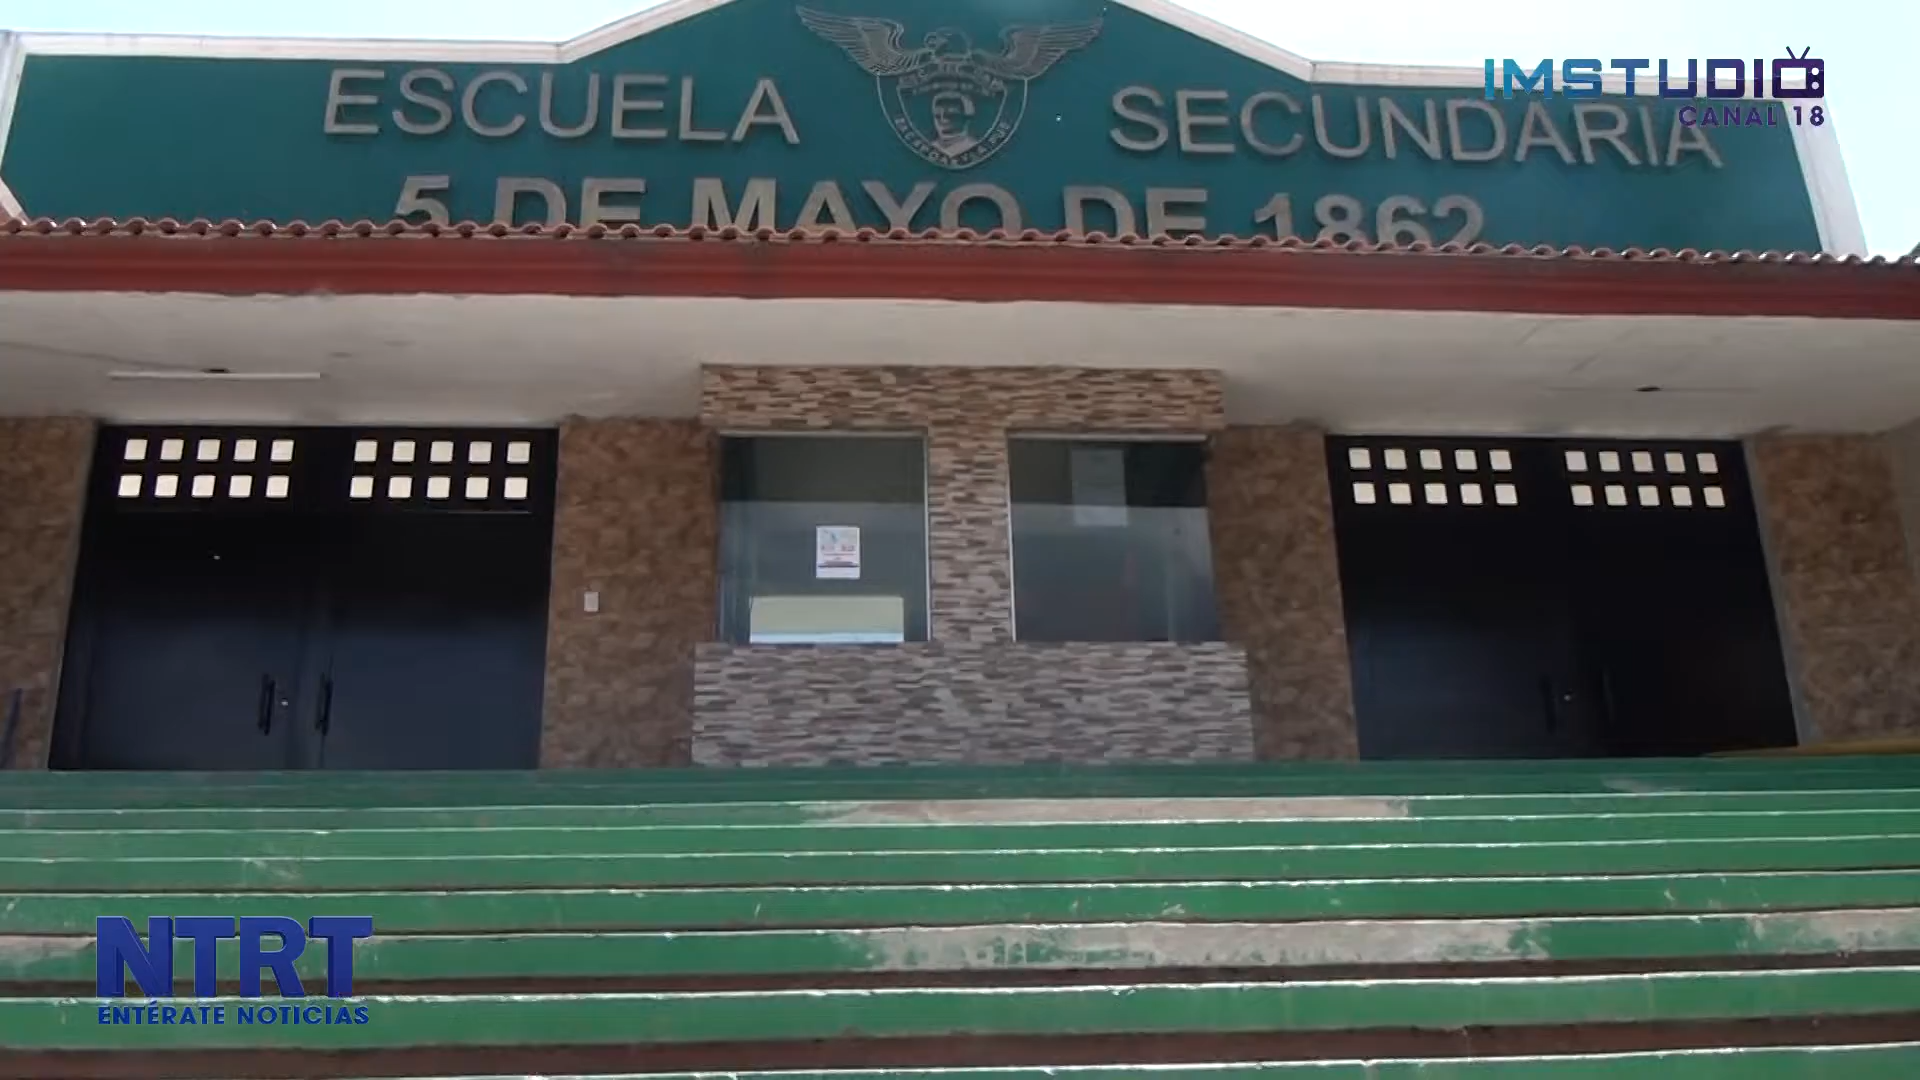 ESCUELA SECUNDARIA
5 DE MAYO DE 1862
IMSTUDIO
CANAL 18
NTRT
ENTÉRATE NOTICIAS